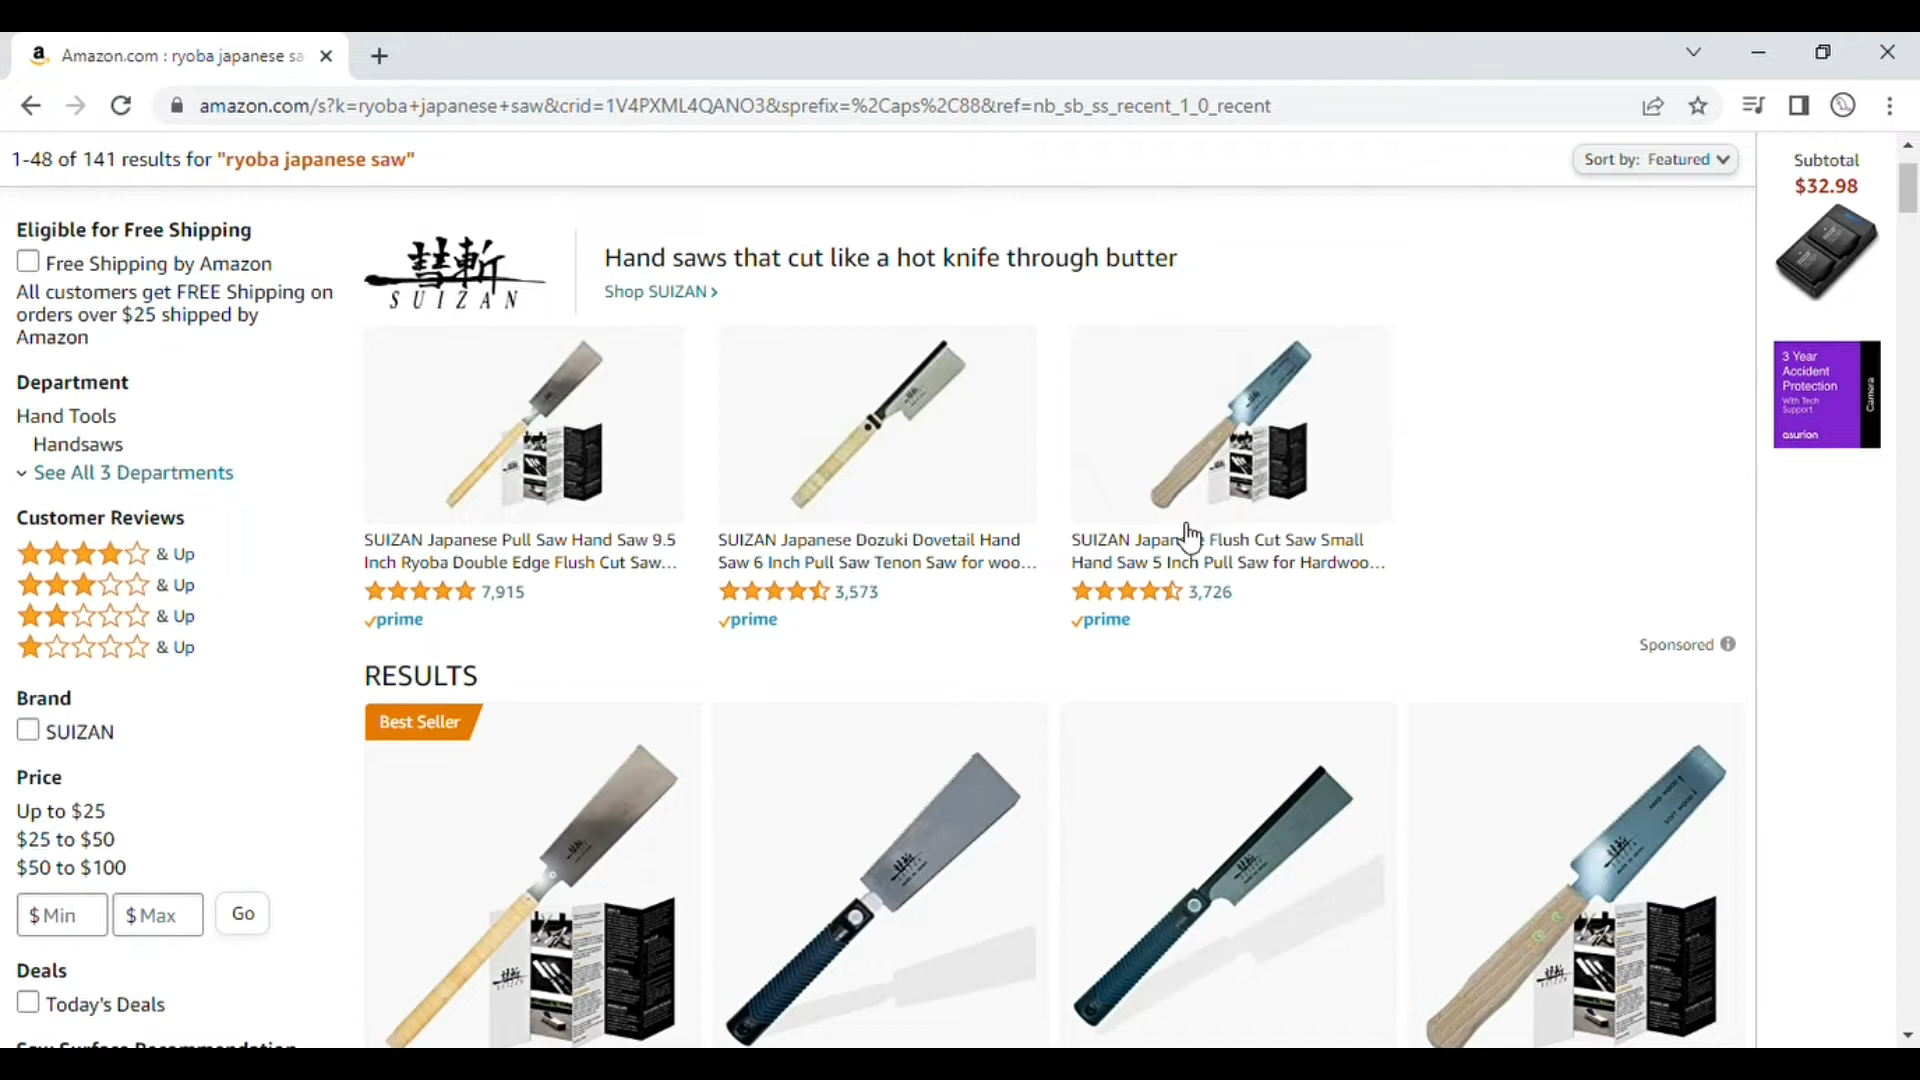 Amazon.com : ryoba japanese sa
amazon.com/s?k=ryoba+japanese+saw&crid=1V4PXML4QANO3&sprefix=%2Caps%2C88&ref=nb_sb_ss_recent_1_0_recent
1-48 of 141 results for "ryoba japanese saw"
Sort by: Featured
Subtotal
$32.98
3 Year
Accident
Protection
With Tech
Support
asurion
Camera
Eligible for Free Shipping
Free Shipping by Amazon
All customers get FREE Shipping on
orders over $25 shipped by
Amazon
Department
Hand Tools
Handsaws
See All 3 Departments
Customer Reviews
& Up
& Up
& Up
& Up
Brand
SUIZAN
Price
Up to $25
$25 to $50
$50 to $100
$ Min
$ Max
Go
Deals
Today's Deals
Saw Surface Recommendation
彗斬
SUIZAN
Hand saws that cut like a hot knife through butter
Shop SUIZAN ›
SUIZAN Japanese Pull Saw Hand Saw 9.5
Inch Ryoba Double Edge Flush Cut Saw...
7,915
prime
SUIZAN Japanese Dozuki Dovetail Hand
Saw 6 Inch Pull Saw Tenon Saw for woo...
3,573
prime
SUIZAN Japanese Flush Cut Saw Small
Hand Saw 5 Inch Pull Saw for Hardwoo...
3,726
prime
Sponsored
RESULTS
Best Seller